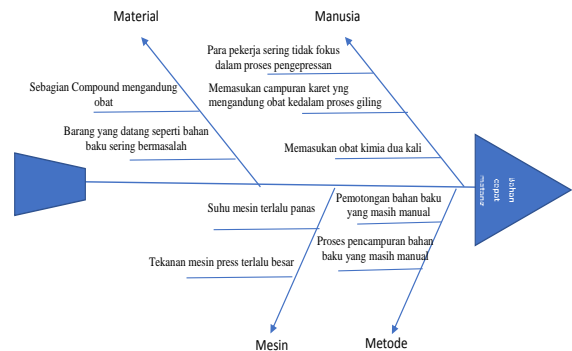 Material
Manusia
Para pekerja sering tidak fokus
dalam proses pengepressan
Sebagian Compound mengandung
obat
Memasukan campuran karet yng
mengandung obat kedalam proses giling
Barang yang datang seperti bahan
baku sering bermasalah
Memasukan obat kimia dua kali
Bahan
cepat
matang
Suhu mesin terlalu panas
Pemotongan bahan baku
yang masih manual
Tekanan mesin press terlalu besar
Proses pencampuran bahan
baku yang masih manual
Mesin
Metode